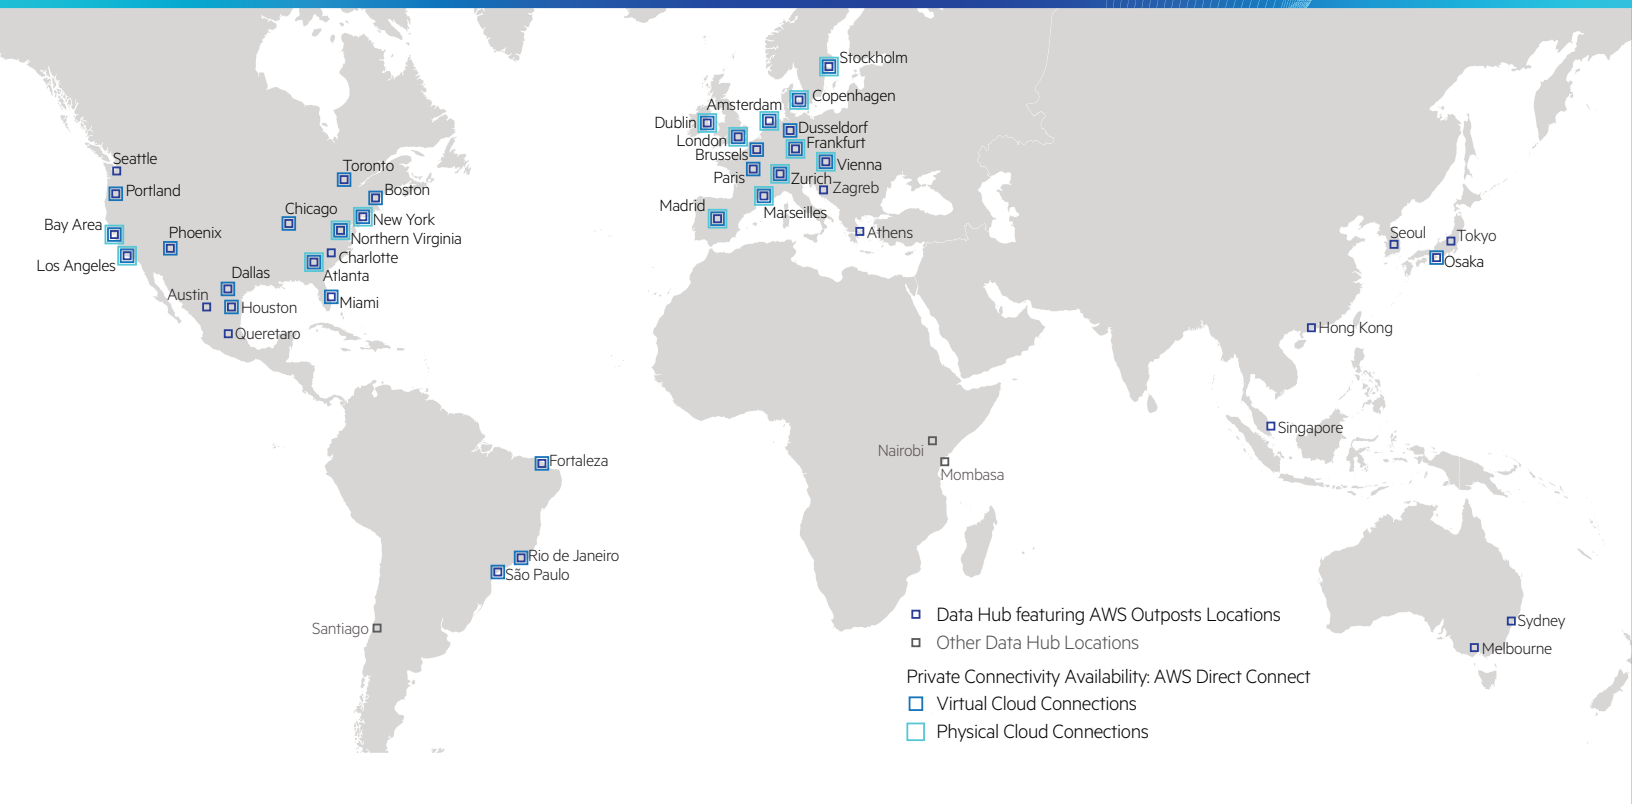 Stockholm
Copenhagen
Amsterdam
Dublin
Dusseldorf
London
Frankfurt
Brussels
Vienna
Paris
Zurich
Zagreb
Madrid
Marseilles
Athens
Seattle
Toronto
Portland
Boston
Chicago
New York
Bay Area
Phoenix
Northern Virginia
Charlotte
Los Angeles
Dallas
Atlanta
Austin
Miami
Houston
Queretaro
Seoul
Tokyo
Osaka
Hong Kong
Singapore
Nairobi
Mombasa
Fortaleza
Rio de Janeiro
São Paulo
Santiago
Sydney
Melbourne
Data Hub featuring AWS Outposts Locations
Other Data Hub Locations
Private Connectivity Availability: AWS Direct Connect
Virtual Cloud Connections
Physical Cloud Connections